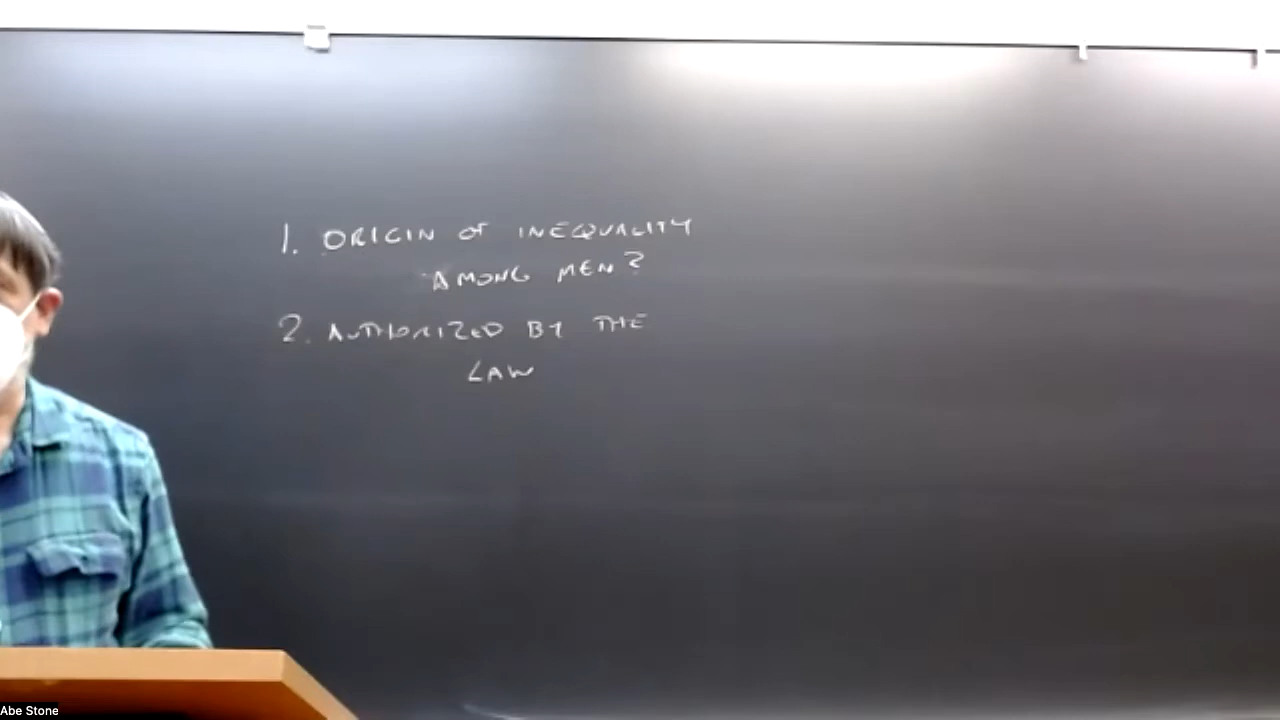 1. ORIGIN OF INEQUALITY
AMONG MEN?
2. AUTHORIZED BY THE
LAW
Abe Stone